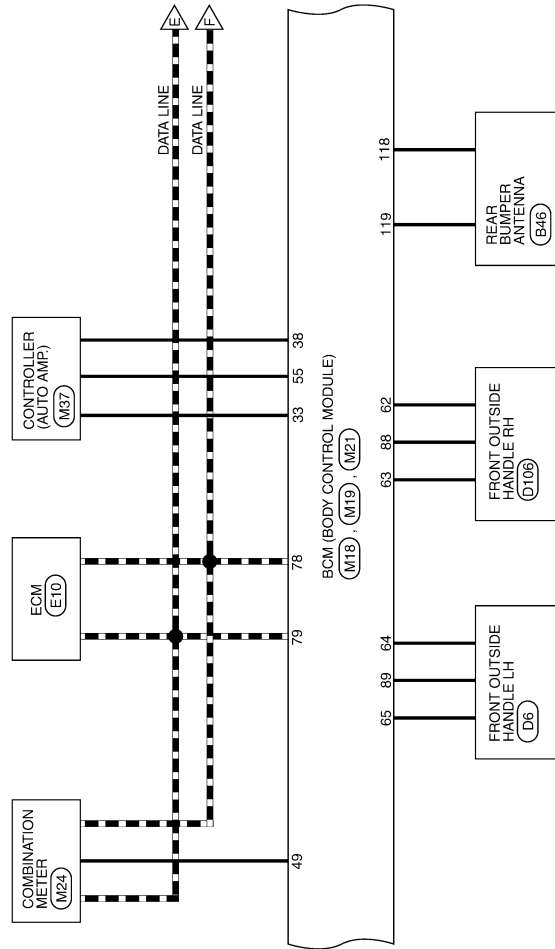 COMBINATION
METER
M24
ECM
E10
CONTROLLER
(AUTO AMP.)
M37
DATA LINE
E
DATA LINE
F
49
79
78
33
55
38
BCM (BODY CONTROL MODULE)
M18 , M19 , M21
65
89
64
63
88
62
119
118
FRONT OUTSIDE
HANDLE LH
D6
FRONT OUTSIDE
HANDLE RH
D106
REAR
BUMPER
ANTENNA
B46